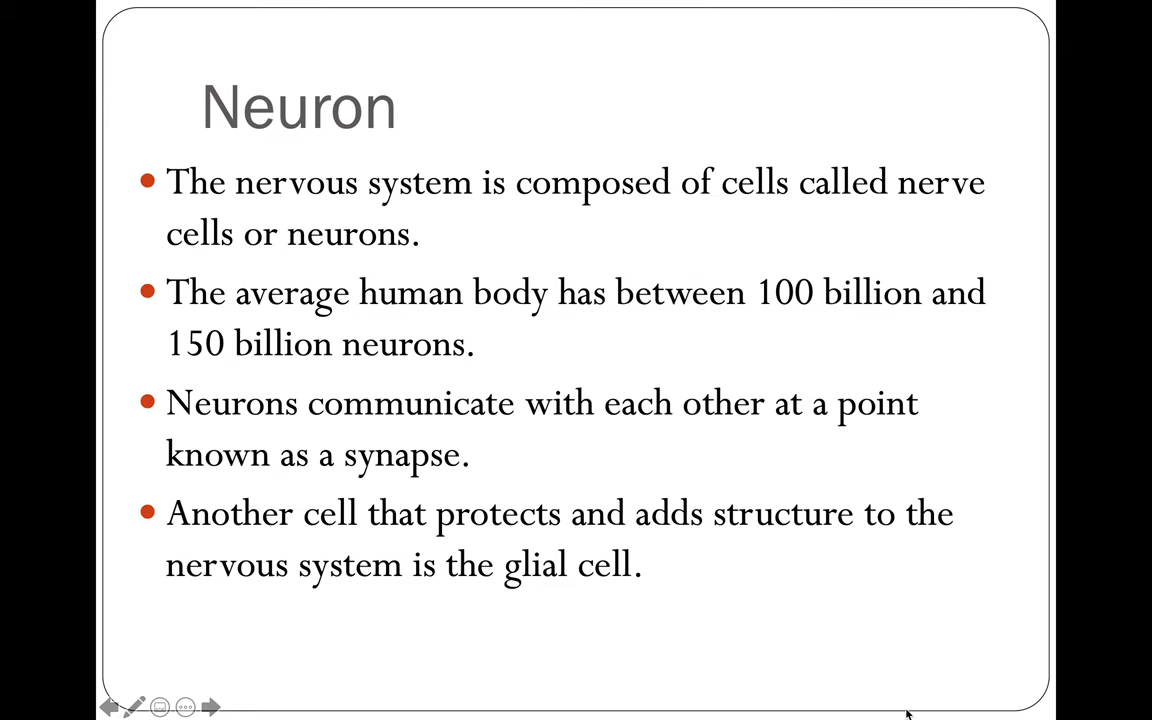 Neuron
The nervous system is composed of cells called nerve
cells or neurons.
The average human body has between 100 billion and
150 billion neurons.
Neurons communicate with each other at a point
known as a synapse.
Another cell that protects and adds structure to the
nervous system is the glial cell.